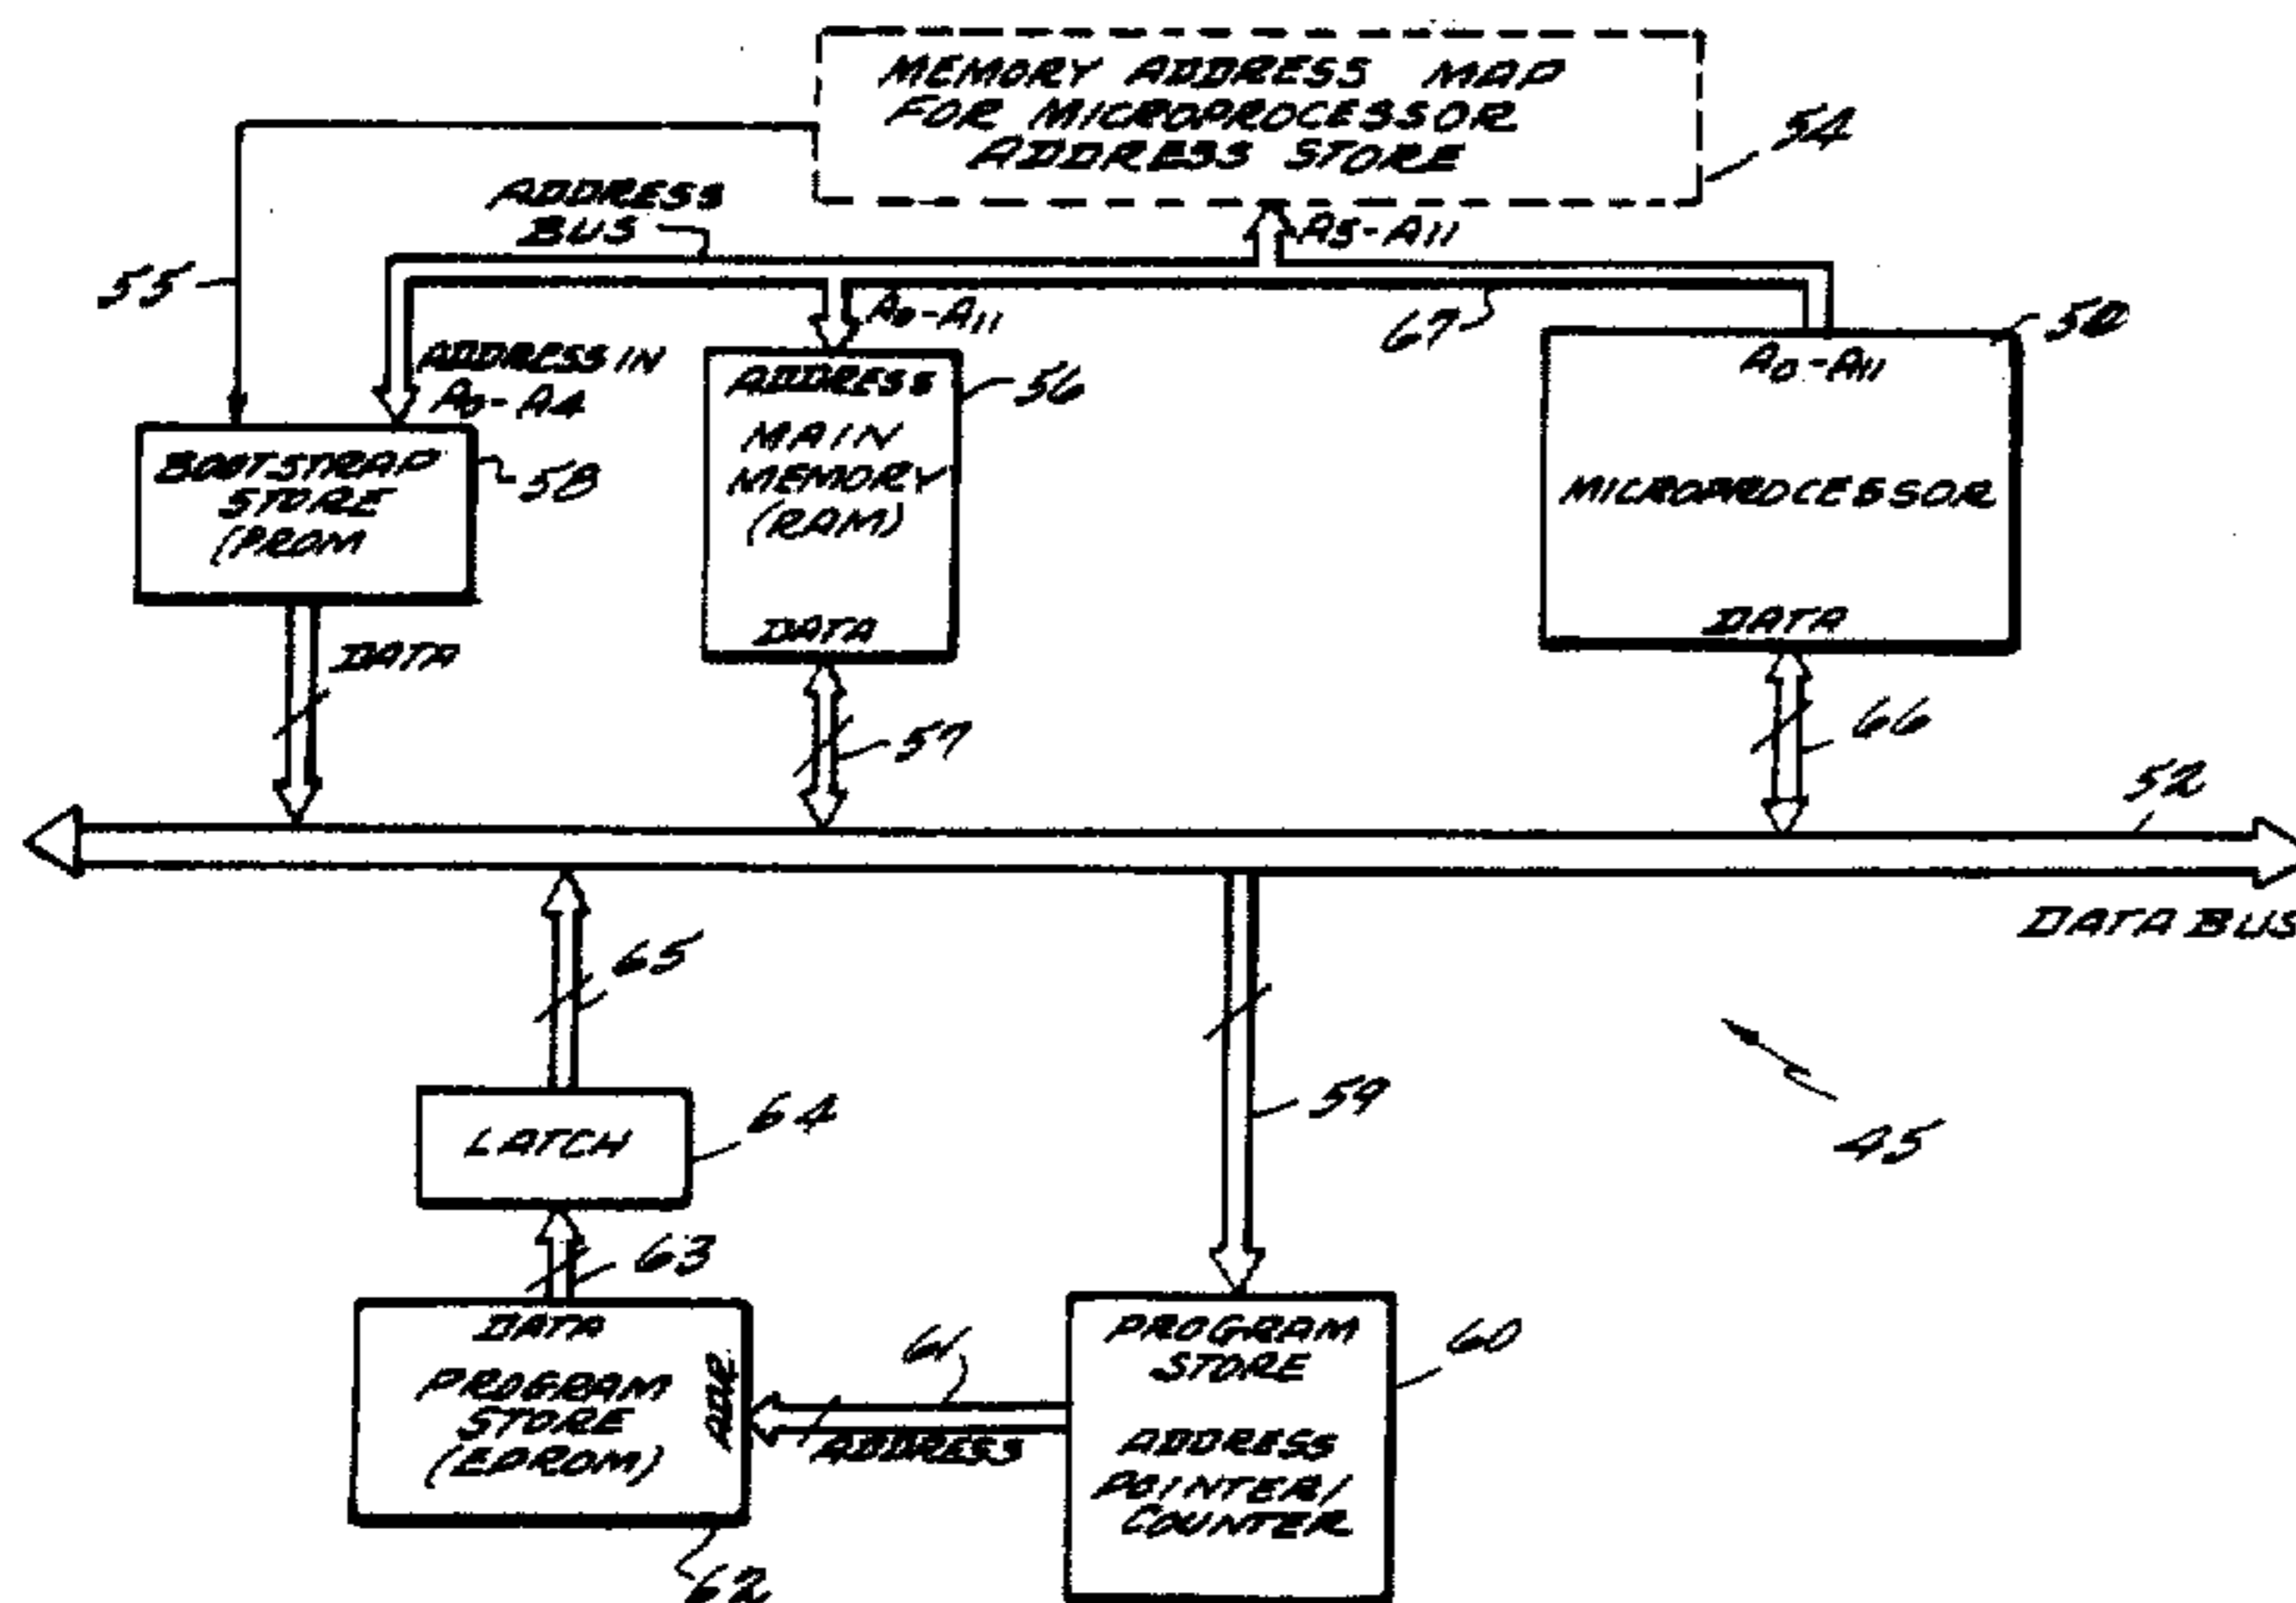 MEMORY ADDRESS MAP
FOR MICROPROCESSOR
ADDRESS STORE
54
ADDRESS
BUS
A5-A11
55
A0-A11
67
50
ADDRESS IN
A0-A4
ADDRESS
MAIN
MEMORY
(RAM)
DATA
56
A0-A11
MICROPROCESSOR
DATA
BOOTSTRAP
STORE
(PROM
58
DATA
57
66
52
DATA BUS
65
59
45
LATCH
64
63
DATA
PROGRAM
STORE
(EPROM)
ADDR
61
ADDRESS
PROGRAM
STORE
ADDRESS
POINTER/
COUNTER
60
62